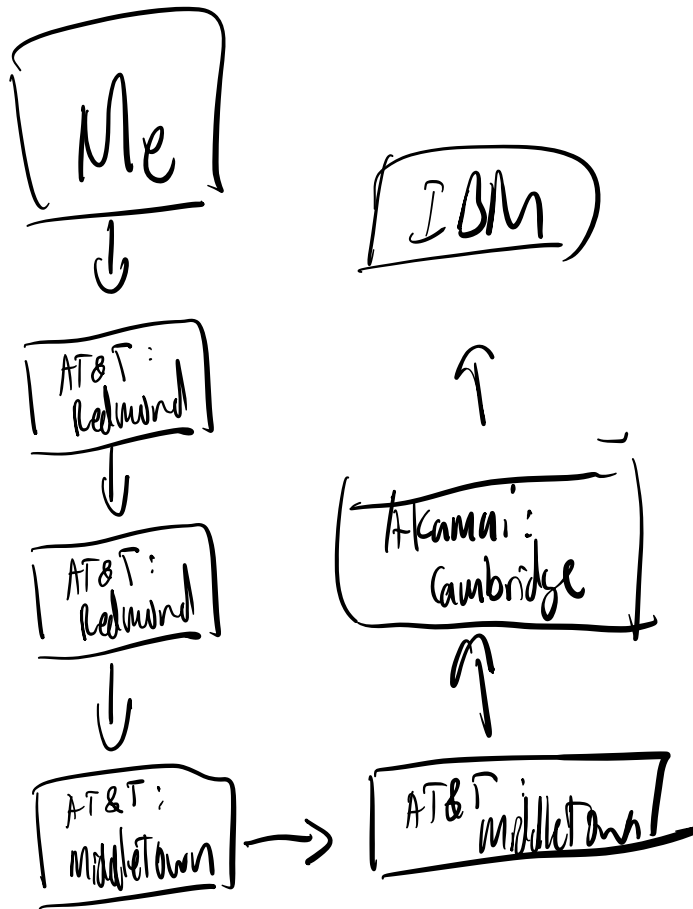 Me
AT&T:
Redmond
AT&T:
Redmond
AT&T:
Middletown
AT&T:
Middletown
Akamai:
Cambridge
IBM